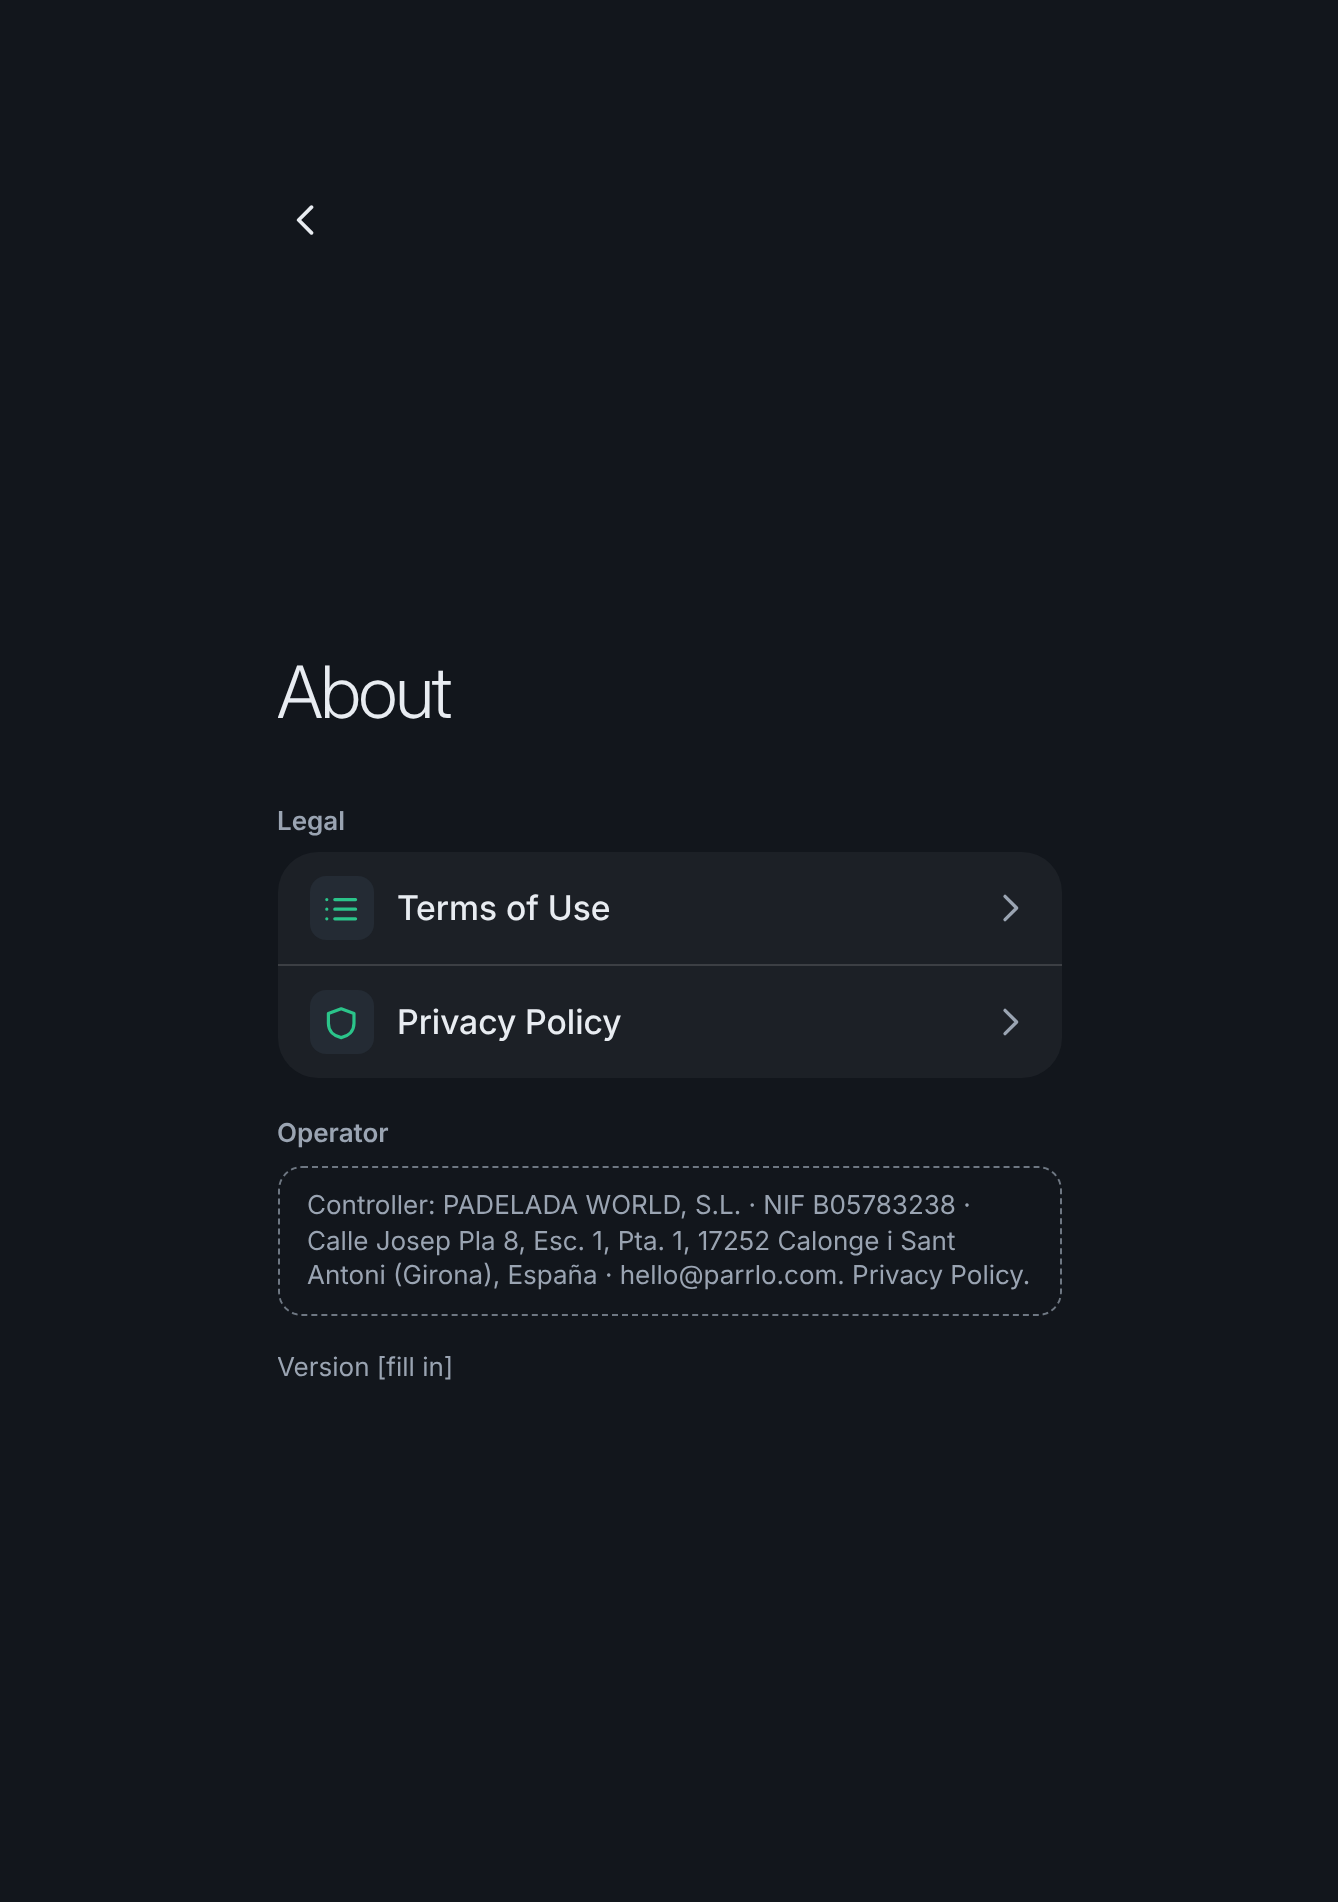 About
Legal
Terms of Use
Privacy Policy
Operator
Controller: PADELADA WORLD, S.L. · NIF B05783238 ·
Calle Josep Pla 8, Esc. 1, Pta. 1, 17252 Calonge i Sant
Antoni (Girona), España · hello@parrlo.com. Privacy Policy.
Version [fill in]